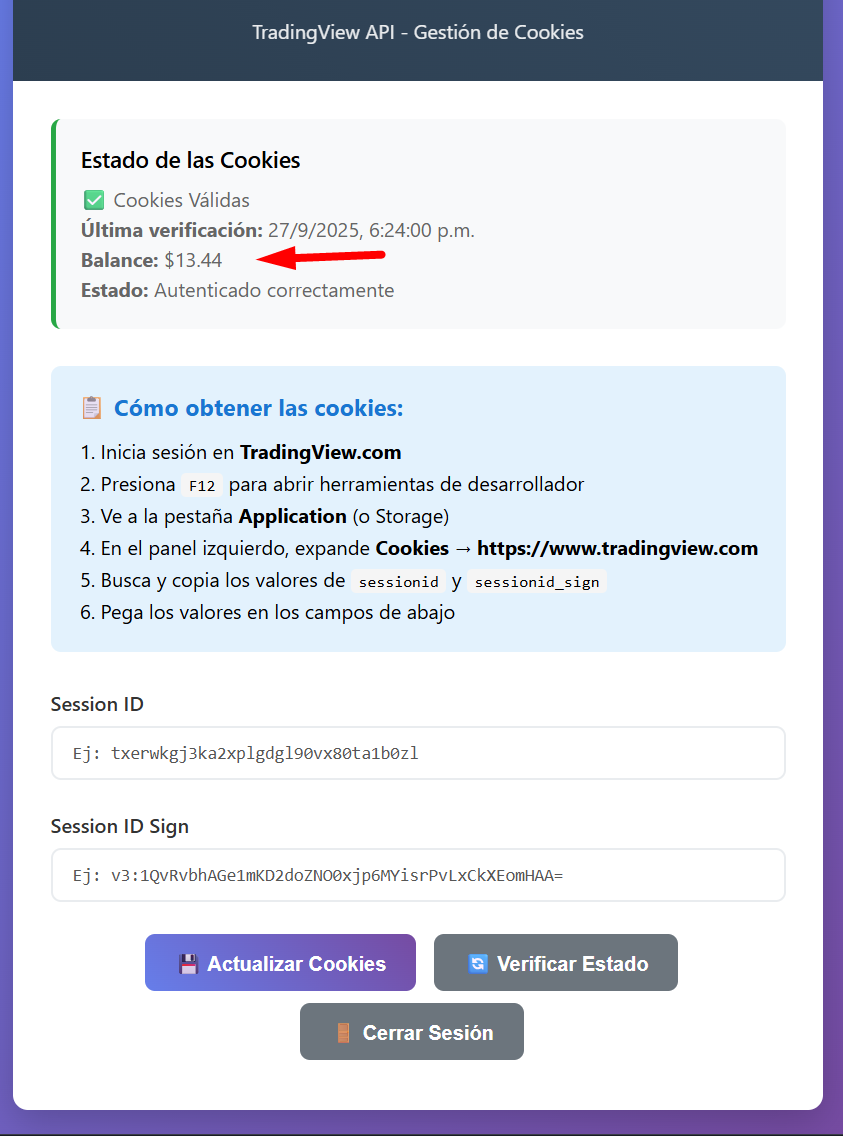 TradingView API - Gestión de Cookies
Estado de las Cookies
✅ Cookies Válidas
Última verificación: 27/9/2025, 6:24:00 p.m.
Balance: $13.44
Estado: Autenticado correctamente
📋 Cómo obtener las cookies:
1. Inicia sesión en TradingView.com
2. Presiona F12 para abrir herramientas de desarrollador
3. Ve a la pestaña Application (o Storage)
4. En el panel izquierdo, expande Cookies → https://www.tradingview.com
5. Busca y copia los valores de sessionid y sessionid_sign
6. Pega los valores en los campos de abajo
Session ID
Ej: txerwkgj3ka2xplgdgl90vx80ta1b0zl
Session ID Sign
Ej: v3:1QvRvbhAGe1mKD2doZNO0xjp6MYisrPvLxCkXEomHAA=
💾 Actualizar Cookies
🔄 Verificar Estado
🚪 Cerrar Sesión